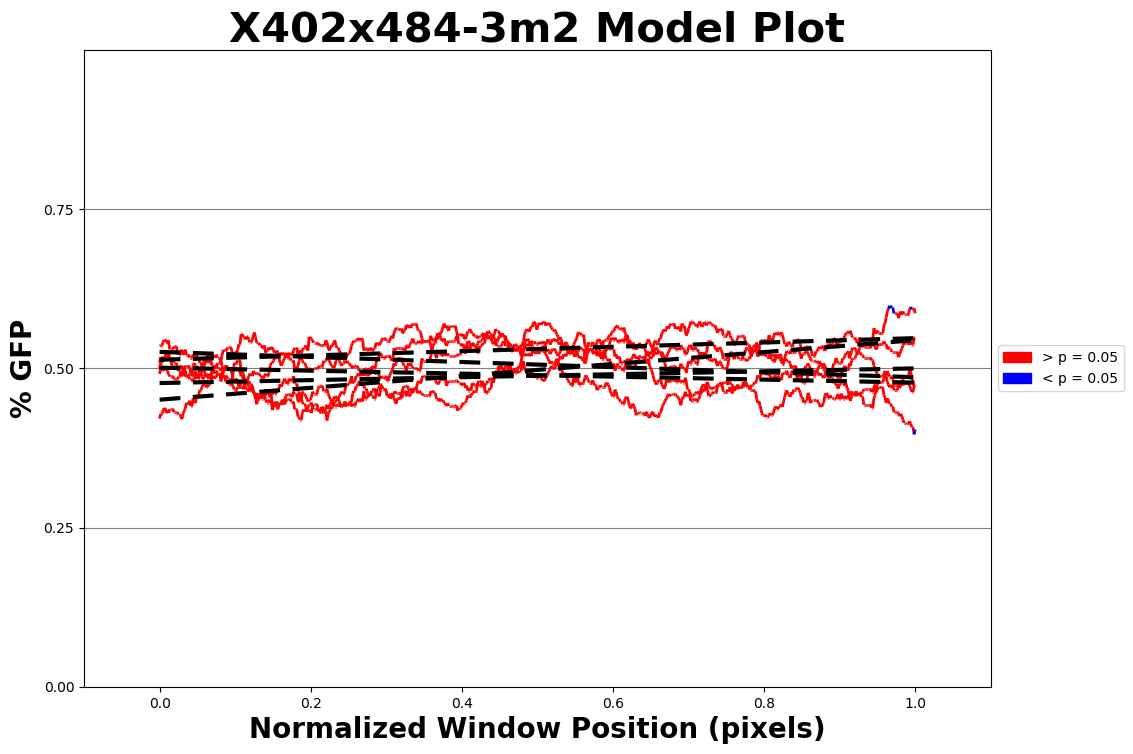 X402x484-3m2 Model Plot
% GFP
0.75
0.50
0.25
0.00
0.0 0.2 0.4 0.6 0.8 1.0
Normalized Window Position (pixels)
> p = 0.05
< p = 0.05